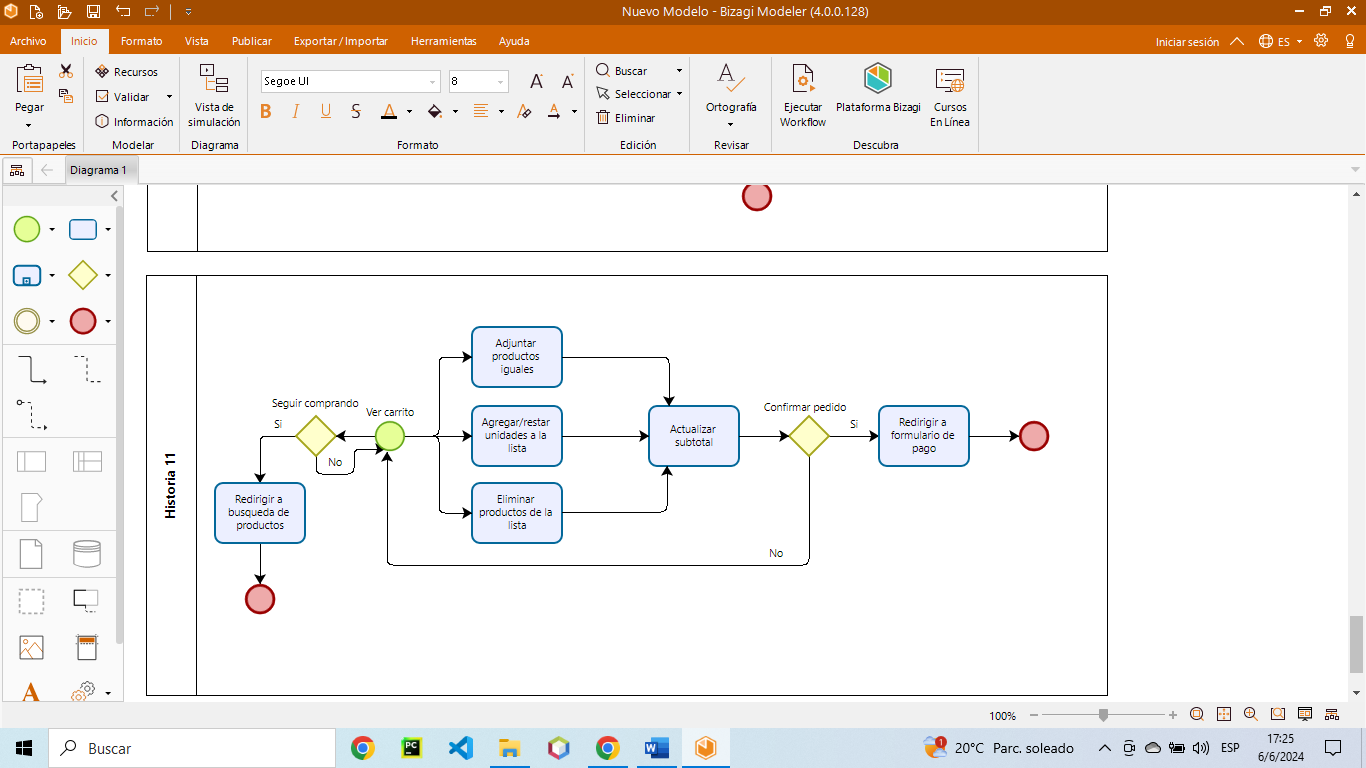 Nuevo Modelo - Bizagi Modeler (4.0.0.128)
Archivo Inicio Formato Vista Publicar Exportar / Importar Herramientas Ayuda Iniciar sesión ES
Pegar
Portapapeles
Recursos
Validar
Información
Modelar
Vista de
simulación
Diagrama
Segoe UI 8
B I U S A A A A
Formato
Buscar
Seleccionar
Eliminar
Edición
Ortografía
Revisar
Ejecutar
Workflow
Plataforma Bizagi
Cursos
En Línea
Descubra
Diagrama 1
Historia 11
Adjuntar
productos
iguales
Seguir comprando
Ver carrito
Si
No
Agregar/restar
unidades a la
lista
Actualizar
subtotal
Confirmar pedido
Si
Redirigir a
formulario de
pago
Redirigir a
busqueda de
productos
Eliminar
productos de la
lista
No
A
100%
Buscar
PC
W
1
20°C Parc. soleado
ESP
17:25
6/6/2024